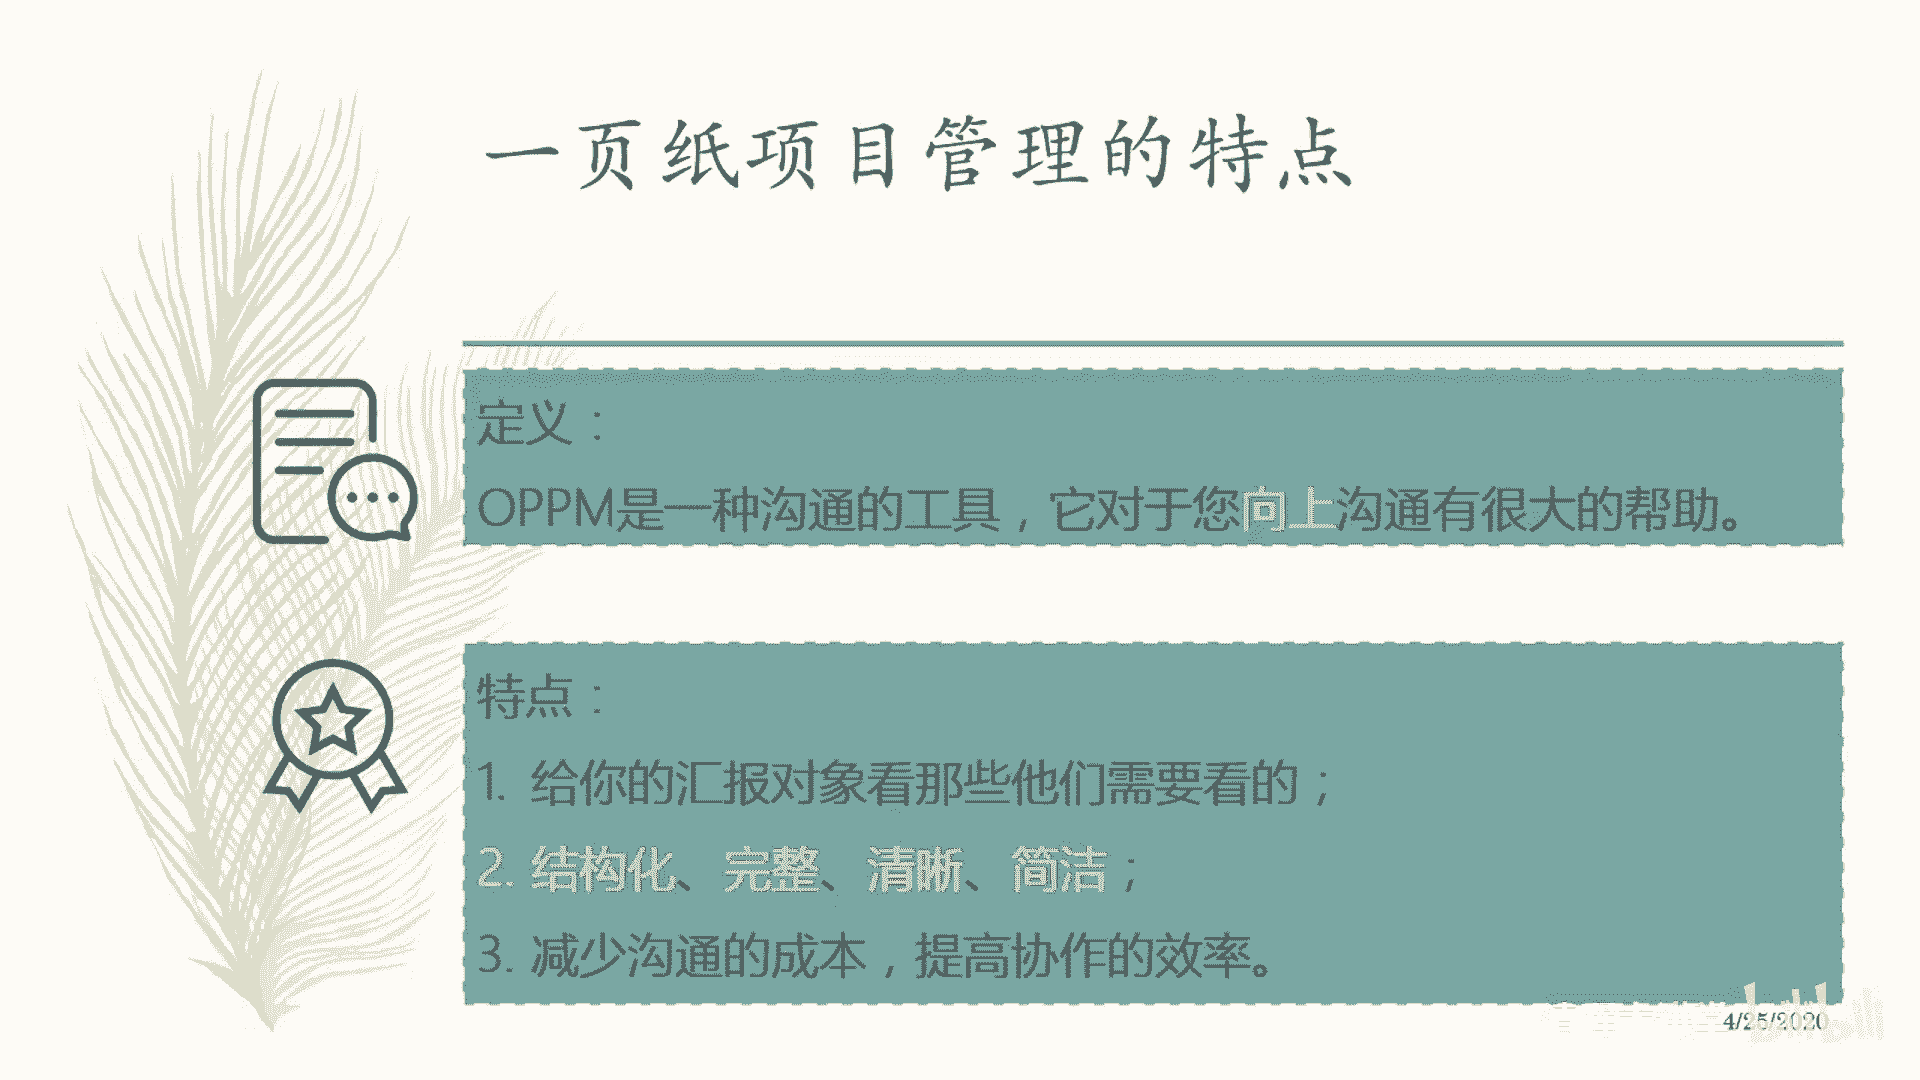 一页纸项目管理的特点
定义：
OPPM是一种沟通的工具，它对于您向上沟通有很大的帮助。
特点：
1. 给你的汇报对象看那些他们需要看的；
2. 结构化、完整、清晰、简洁；
3. 减少沟通的成本，提高协作的效率。
4/25/2020
bilibili